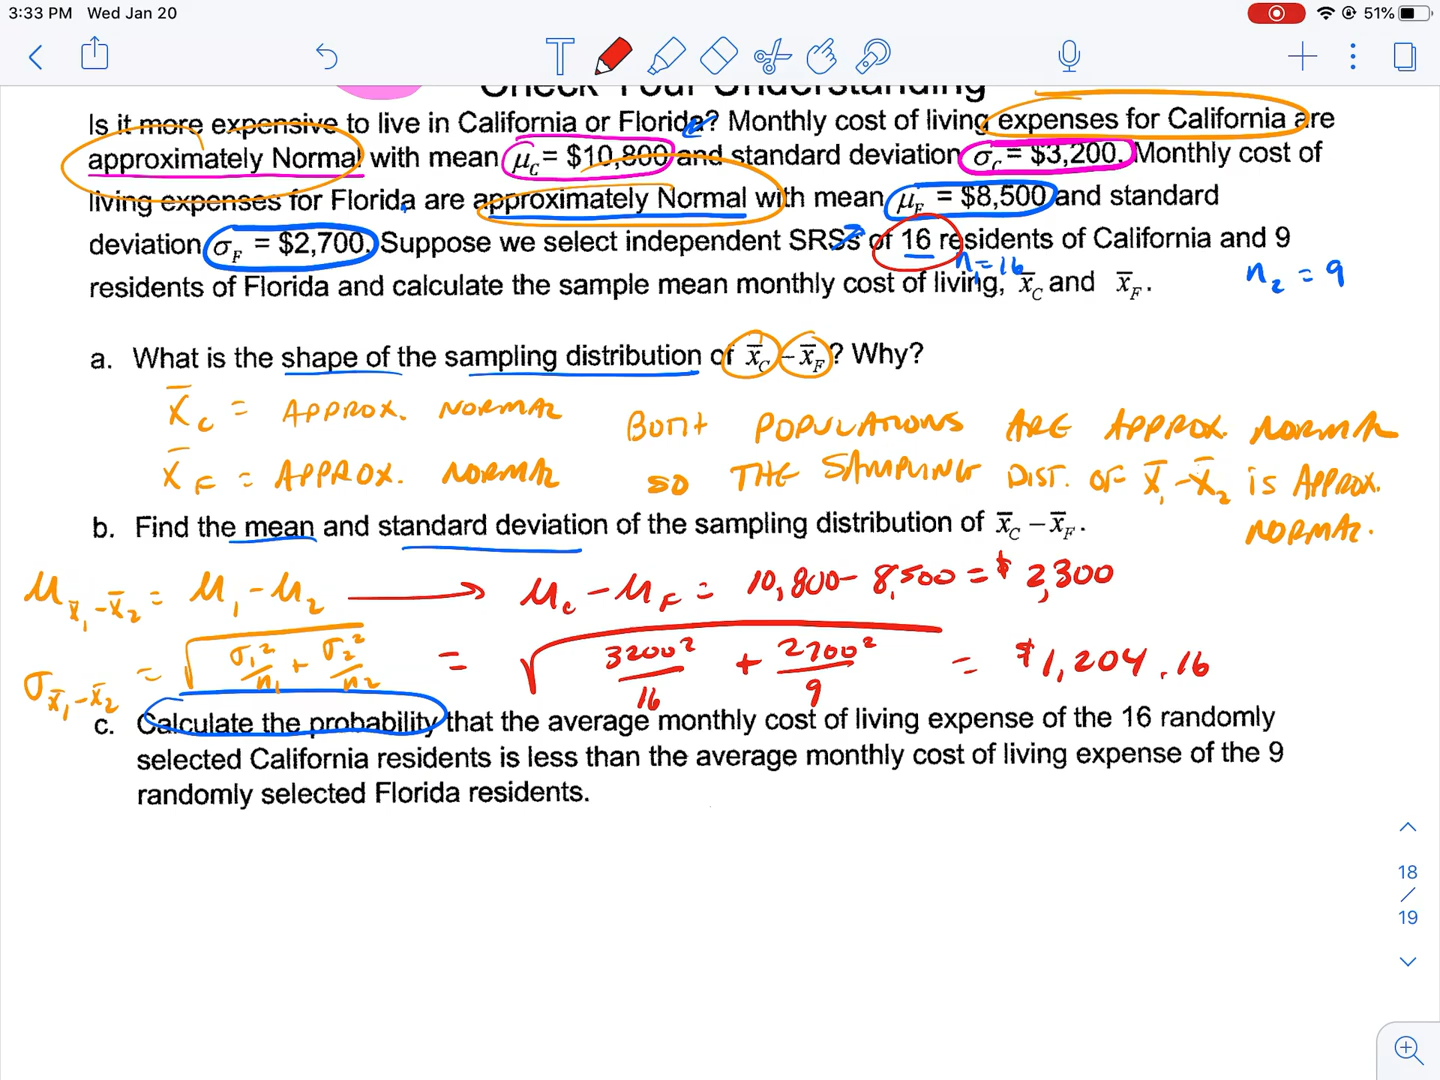 3:33 PM Wed Jan 20
51%
Check Your Understanding
Is it more expensive to live in California or Florida? Monthly cost of living expenses for California are
approximately Normal with mean μC = $10,800 and standard deviation σC = $3,200. Monthly cost of
living expenses for Florida are approximately Normal with mean μF = $8,500 and standard
deviation σF = $2,700. Suppose we select independent SRSs of 16 residents of California and 9
n1 = 16
n2 = 9
residents of Florida and calculate the sample mean monthly cost of living, x̄C and x̄F.
a. What is the shape of the sampling distribution of x̄C − x̄F? Why?
x̄C = APPROX. NORMAL
x̄F = APPROX. NORMAL
BOTH POPULATIONS ARE APPROX. NORMAL
SO THE SAMPLING DIST. OF x̄1 − x̄2 IS APPROX.
NORMAL.
b. Find the mean and standard deviation of the sampling distribution of x̄C − x̄F.
μx̄1−x̄2 = μ1 − μ2 ⟶ μC − μF = 10,800 − 8,500 = $2,300
σx̄1−x̄2 = √(σ1²/n1 + σ2²/n2) = √(3200²/16 + 2700²/9) = $1,204.16
c. Calculate the probability that the average monthly cost of living expense of the 16 randomly
selected California residents is less than the average monthly cost of living expense of the 9
randomly selected Florida residents.
18
/
19